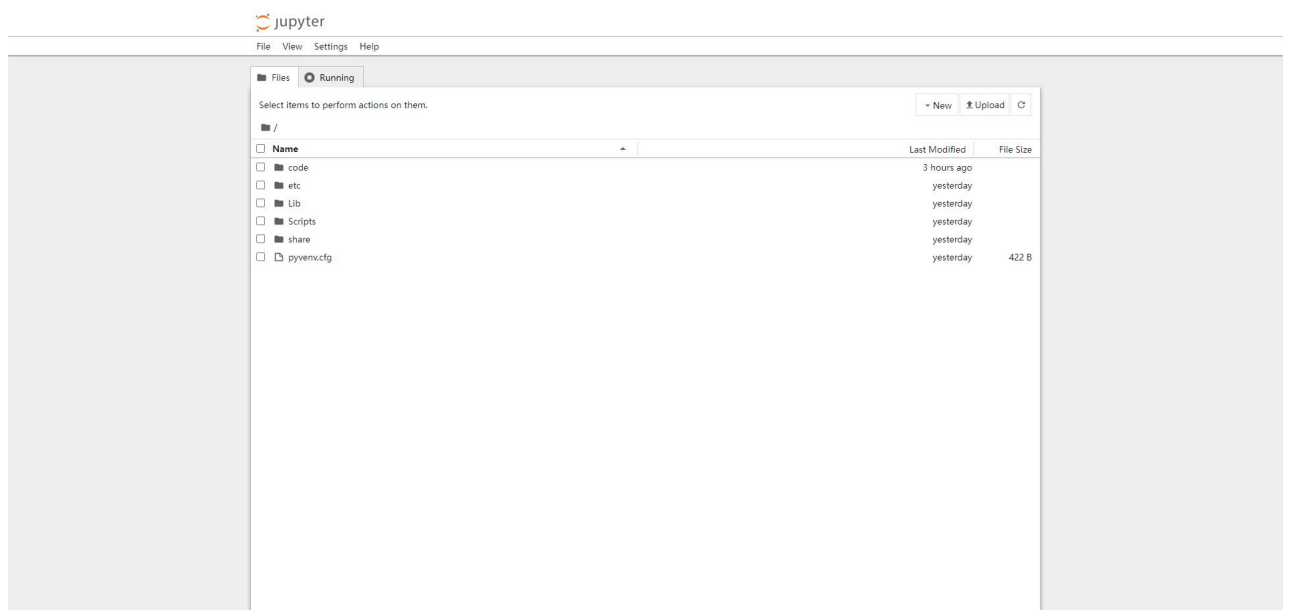 jupyter
File View Settings Help
Files Running
Select items to perform actions on them. New Upload
/
Name Last Modified File Size
code 3 hours ago
etc yesterday
Lib yesterday
Scripts yesterday
share yesterday
pyvenv.cfg yesterday 422 B